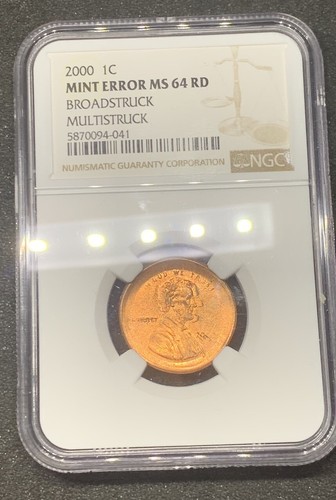 2000 1C
MINT ERROR MS 64 RD
BROADSTRUCK
MULTISTRUCK
5870094-041
NUMISMATIC GUARANTY CORPORATION
NGC